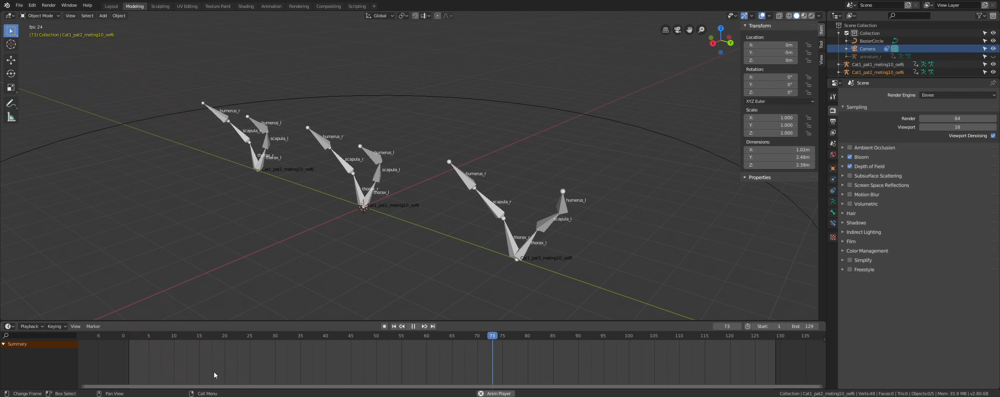 File Edit Render Window Help Layout Modeling Sculpting UV Editing Texture Paint Shading Animation Rendering Compositing Scripting + Scene View Layer
Object Mode View Select Add Object Global
fps: 24
(73) Collection | Cat1_pat2_meting10_oef6
humerus_r
humerus_l
scapula_r
scapula_l
thorax_r
thorax_l
Cat1_pat2_meting10_oef6
humerus_r
humerus_l
scapula_r
scapula_l
thorax_r
thorax_l
Cat1_pat1_meting10_oef6
humerus_r
humerus_l
scapula_r
scapula_l
thorax_r
thorax_l
Cat1_pat3_meting10_oef6
Z
X
Y
Item
Tool
View
Transform
Location:
X: 0m
Y: -5m
Z: 0m
Rotation:
X: 0°
Y: 0°
Z: 0°
XYZ Euler
Scale:
X: 1.000
Y: 1.000
Z: 1.000
Dimensions:
X: 1.02m
Y: 2.48m
Z: 2.39m
Properties
Scene Collection
Collection
BezierCircle
Camera
armature_r
Cat1_pat1_meting10_oef6
Cat1_pat2_meting10_oef6
Scene
Render Engine Eevee
Sampling
Render 64
Viewport 16
Viewport Denoising
Ambient Occlusion
Bloom
Depth of Field
Subsurface Scattering
Screen Space Reflections
Motion Blur
Volumetric
Hair
Shadows
Indirect Lighting
Film
Color Management
Simplify
Freestyle
Playback Keying View Marker 73 Start: 1 End: 129
-5 0 5 10 15 20 25 30 35 40 45 50 55 60 65 70 73 75 80 85 90 95 100 105 110 115 120 125 130 135
Summary
Change Frame Box Select Pan View Call Menu Anim Player Collection | Cat1_pat2_meting10_oef6 | Verts:48 | Faces:0 | Tris:0 | Objects:0/5 | Mem: 35.9 MB | v2.80.68